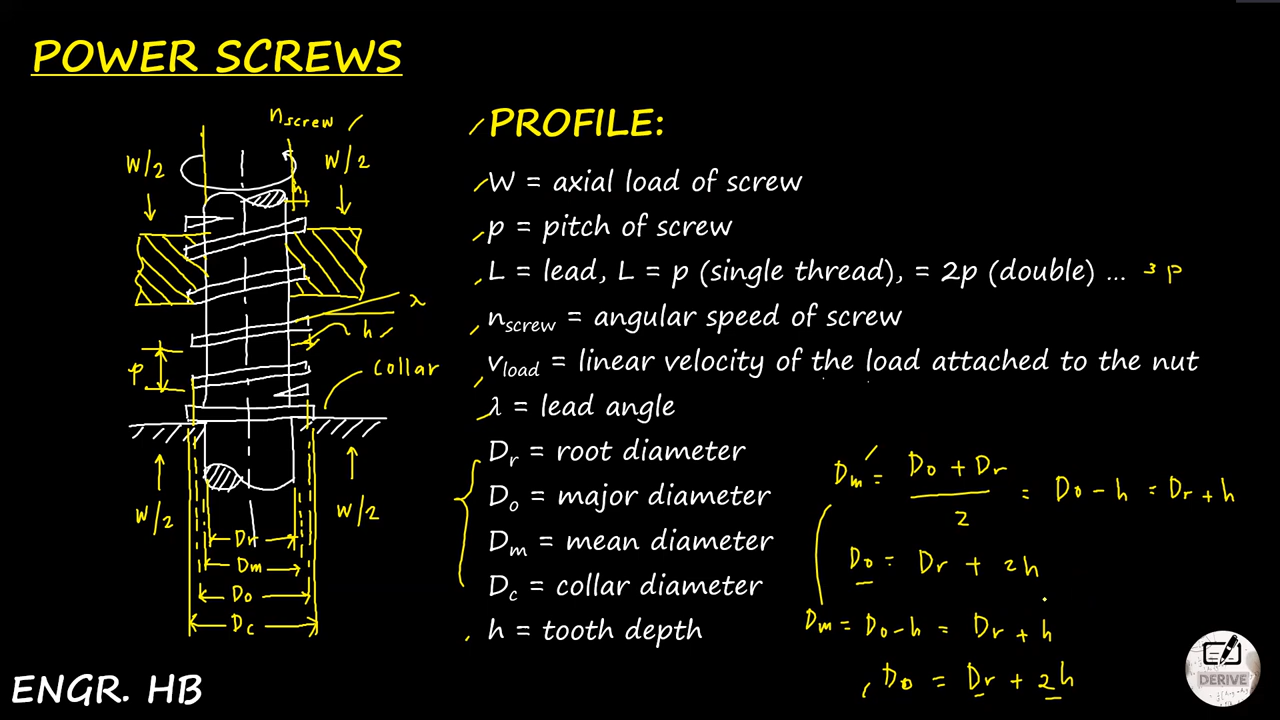 POWER SCREWS
n screw
W/2
W/2
h
λ
h
p
collar
W/2
W/2
Dr
Dm
Do
Dc
PROFILE:
W = axial load of screw
p = pitch of screw
L = lead, L = p (single thread), = 2p (double) ... 3p
nscrew = angular speed of screw
vload = linear velocity of the load attached to the nut
λ = lead angle
Dr = root diameter
Do = major diameter
Dm = mean diameter
Dc = collar diameter
h = tooth depth
Dm = Do + Dr / 2 = Do - h = Dr + h
Do = Dr + 2h
Dm = Do - h = Dr + h
Do = Dr + 2h
ENGR. HB
DERIVE